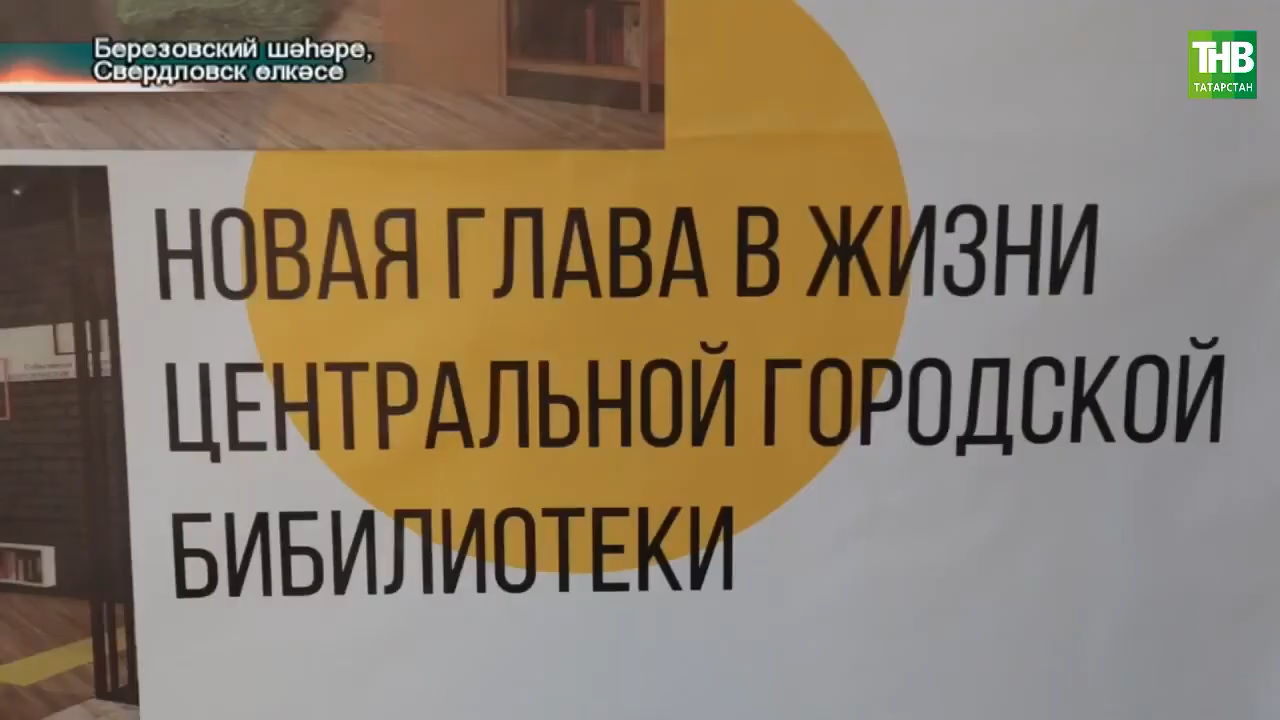 Березовский шәһәре,
Свердловск өлкәсе
ТНВ
ТАТАРСТАН
НОВАЯ ГЛАВА В ЖИЗНИ
ЦЕНТРАЛЬНОЙ ГОРОДСКОЙ
БИБИЛИОТЕКИ